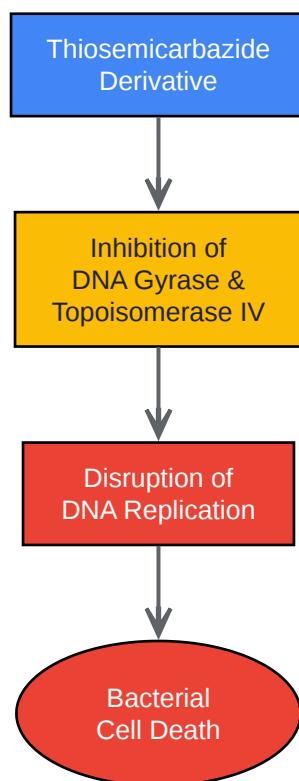 Thiosemicarbazide
Derivative
Inhibition of
DNA Gyrase &
Topoisomerase IV
Disruption of
DNA Replication
Bacterial
Cell Death